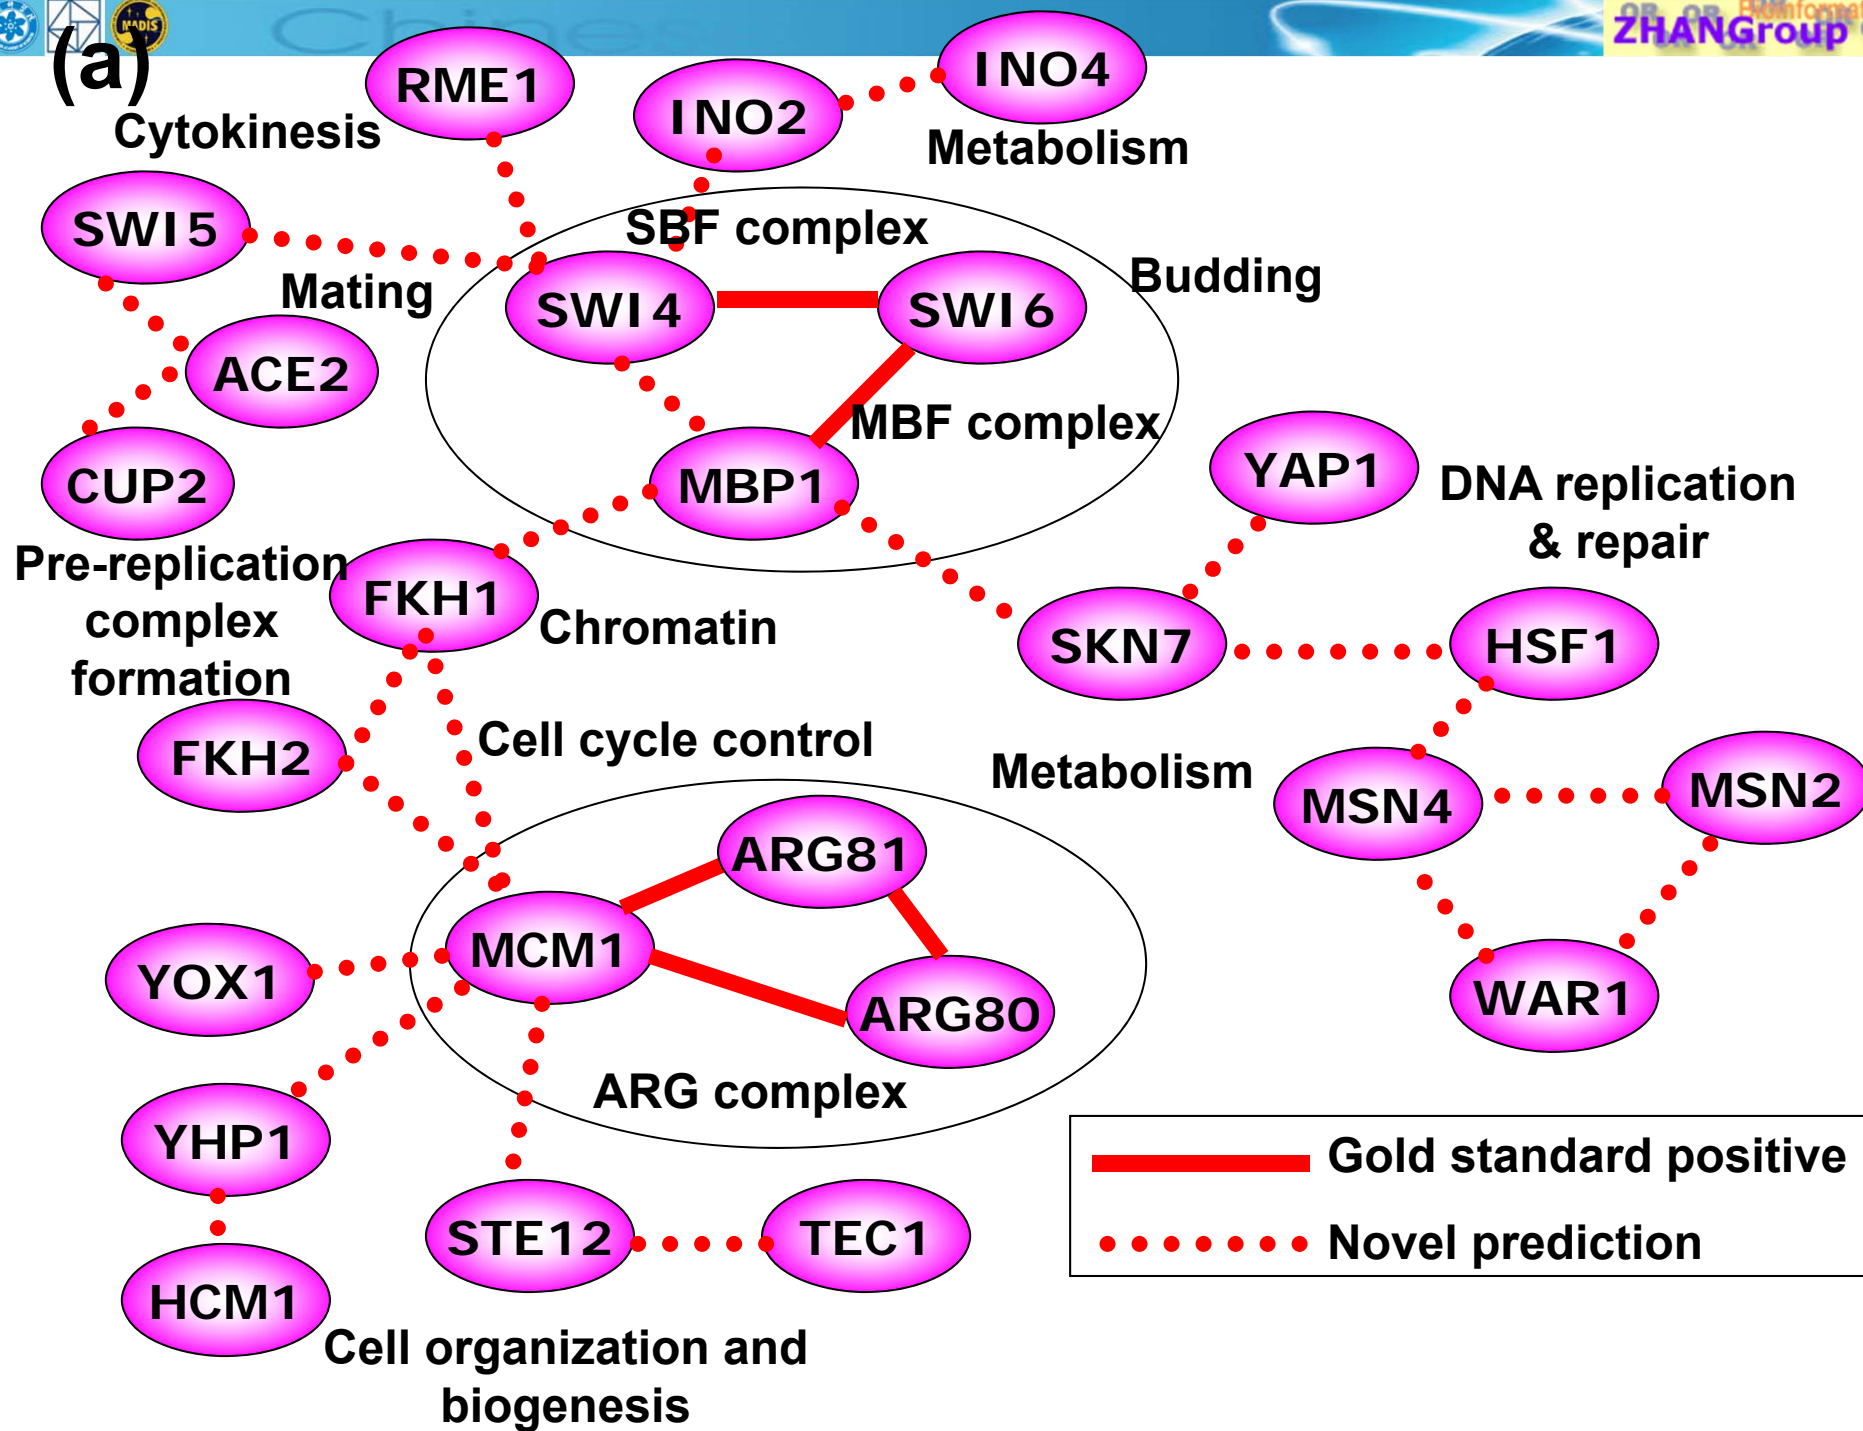 Chines
ZHANGroup
(a)
RME1
INO4
INO2
Cytokinesis
Metabolism
SWI5
SBF complex
Mating
Budding
SWI4
SWI6
ACE2
MBF complex
YAP1
CUP2
MBP1
DNA replication
& repair
Pre-replication
complex
formation
FKH1
Chromatin
SKN7
HSF1
FKH2
Cell cycle control
Metabolism
MSN4
MSN2
ARG81
MCM1
YOX1
ARG80
WAR1
ARG complex
YHP1
Gold standard positive
STE12
TEC1
Novel prediction
HCM1
Cell organization and
biogenesis